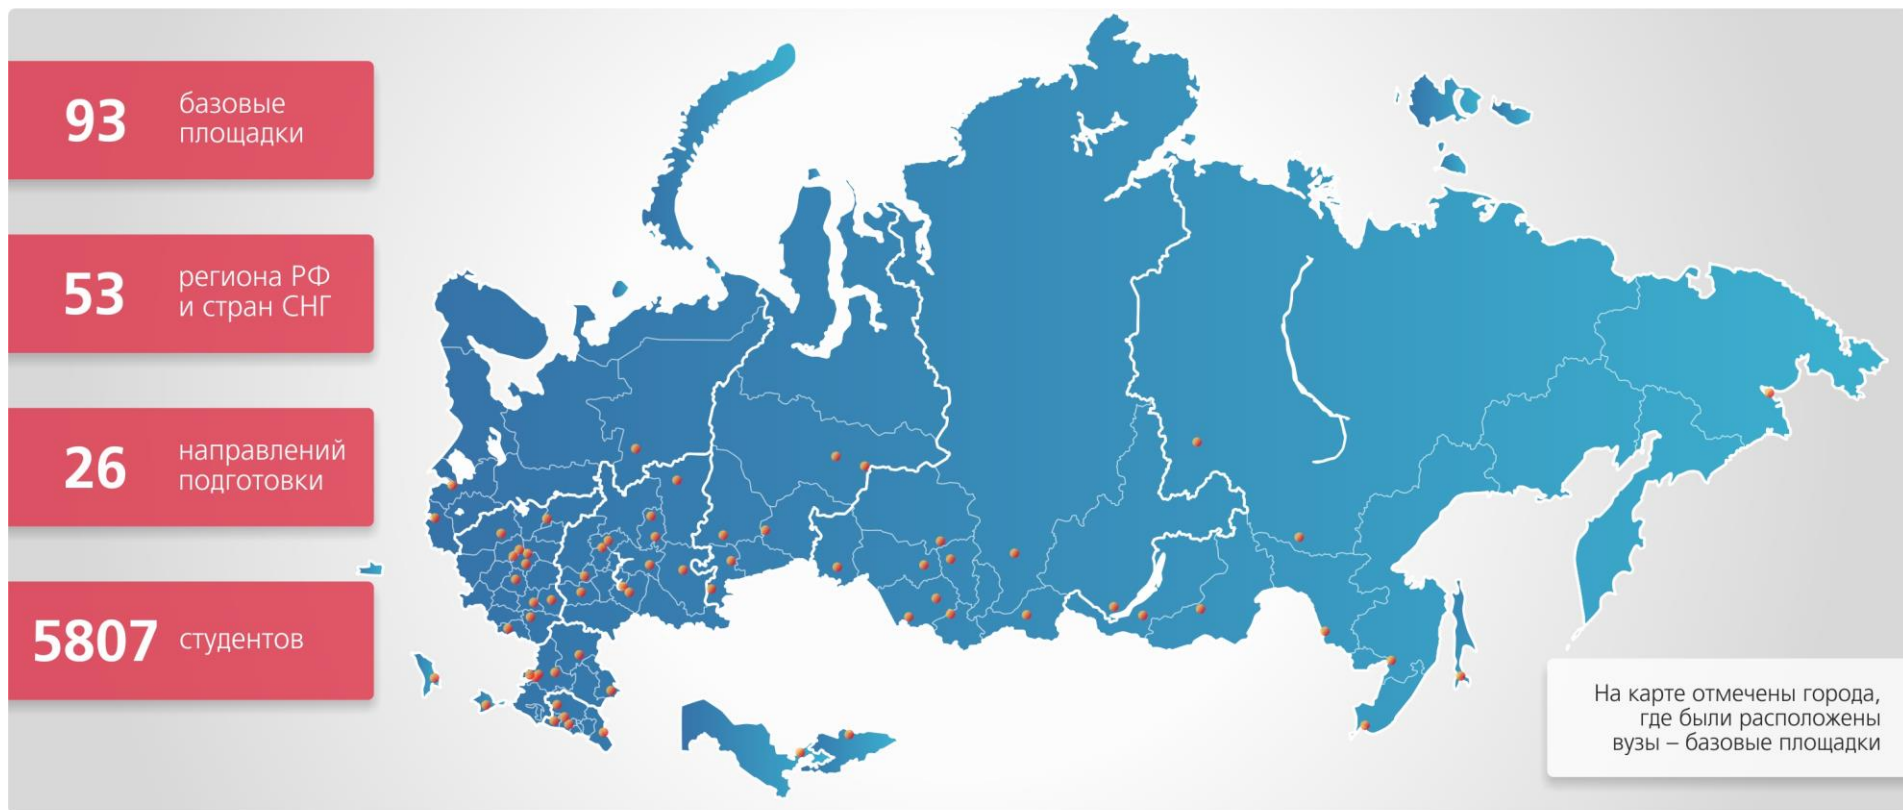 93
базовые
площадки
53
региона РФ
и стран СНГ
26
направлений
подготовки
5807
студентов
На карте отмечены города,
где были расположены
вузы – базовые площадки